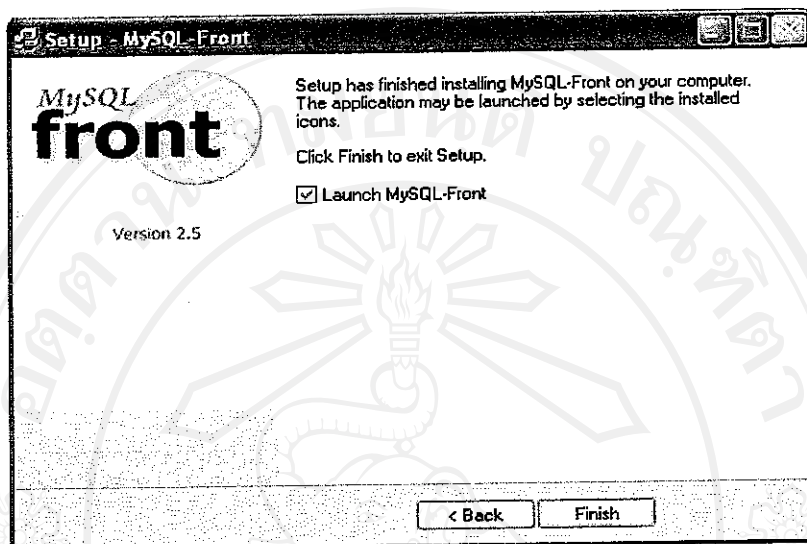 Setup - MySQL-Front
MySQL
front
Version 2.5
Setup has finished installing MySQL-Front on your computer.
The application may be launched by selecting the installed
icons.
Click Finish to exit Setup.
Launch MySQL-Front
< Back
Finish